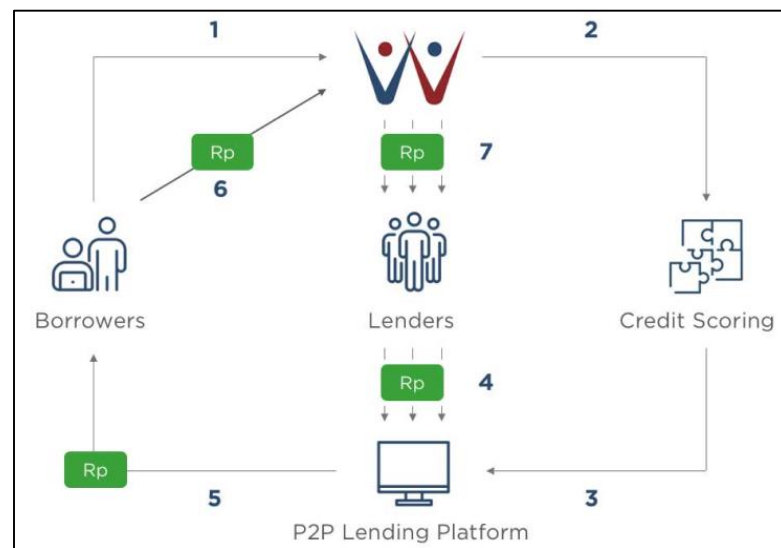 1
2
Rp
Rp
7
6
Borrowers
Lenders
Credit Scoring
Rp
4
Rp
5
3
P2P Lending Platform